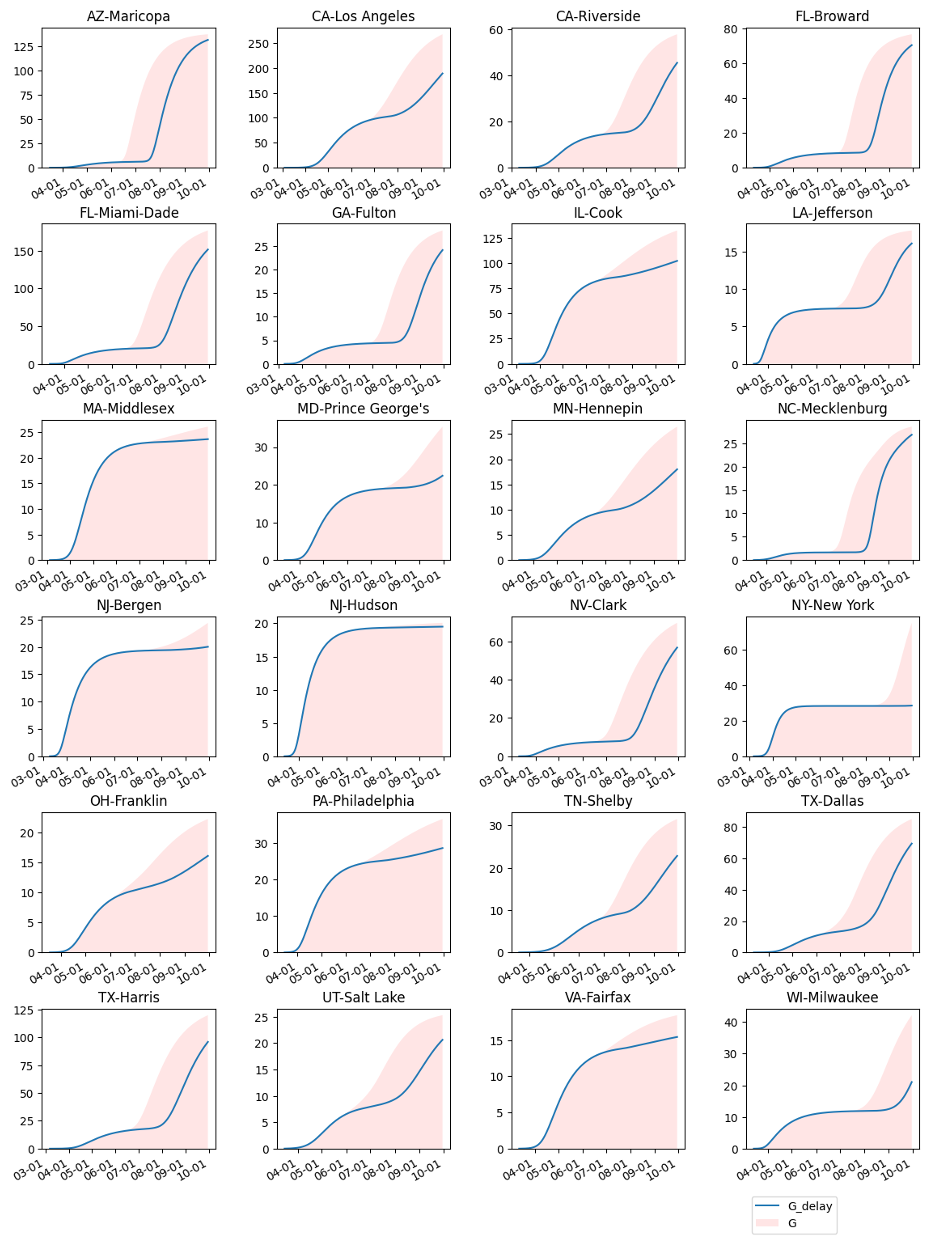 AZ-Maricopa
125
100
75
50
25
0
04-01 05-01 06-01 07-01 08-01 09-01 10-01
CA-Los Angeles
250
200
150
100
50
0
03-01 04-01 05-01 06-01 07-01 08-01 09-01 10-01
CA-Riverside
60
40
20
0
03-01 04-01 05-01 06-01 07-01 08-01 09-01 10-01
FL-Broward
80
60
40
20
0
04-01 05-01 06-01 07-01 08-01 09-01 10-01
FL-Miami-Dade
150
100
50
0
04-01 05-01 06-01 07-01 08-01 09-01 10-01
GA-Fulton
25
20
15
10
5
0
03-01 04-01 05-01 06-01 07-01 08-01 09-01 10-01
IL-Cook
125
100
75
50
25
0
03-01 04-01 05-01 06-01 07-01 08-01 09-01 10-01
LA-Jefferson
15
10
5
0
04-01 05-01 06-01 07-01 08-01 09-01 10-01
MA-Middlesex
25
20
15
10
5
0
03-01 04-01 05-01 06-01 07-01 08-01 09-01 10-01
MD-Prince George's
30
20
10
0
04-01 05-01 06-01 07-01 08-01 09-01 10-01
MN-Hennepin
25
20
15
10
5
0
04-01 05-01 06-01 07-01 08-01 09-01 10-01
NC-Mecklenburg
25
20
15
10
5
0
04-01 05-01 06-01 07-01 08-01 09-01 10-01
NJ-Bergen
25
20
15
10
5
0
03-01 04-01 05-01 06-01 07-01 08-01 09-01 10-01
NJ-Hudson
20
15
10
5
0
04-01 05-01 06-01 07-01 08-01 09-01 10-01
NV-Clark
60
40
20
0
03-01 04-01 05-01 06-01 07-01 08-01 09-01 10-01
NY-New York
60
40
20
0
03-01 04-01 05-01 06-01 07-01 08-01 09-01 10-01
OH-Franklin
20
15
10
5
0
04-01 05-01 06-01 07-01 08-01 09-01 10-01
PA-Philadelphia
30
20
10
0
04-01 05-01 06-01 07-01 08-01 09-01 10-01
TN-Shelby
30
20
10
0
04-01 05-01 06-01 07-01 08-01 09-01 10-01
TX-Dallas
80
60
40
20
0
04-01 05-01 06-01 07-01 08-01 09-01 10-01
TX-Harris
125
100
75
50
25
0
03-01 04-01 05-01 06-01 07-01 08-01 09-01 10-01
UT-Salt Lake
25
20
15
10
5
0
04-01 05-01 06-01 07-01 08-01 09-01 10-01
VA-Fairfax
15
10
5
0
04-01 05-01 06-01 07-01 08-01 09-01 10-01
WI-Milwaukee
40
30
20
10
0
04-01 05-01 06-01 07-01 08-01 09-01 10-01
G_delay
G